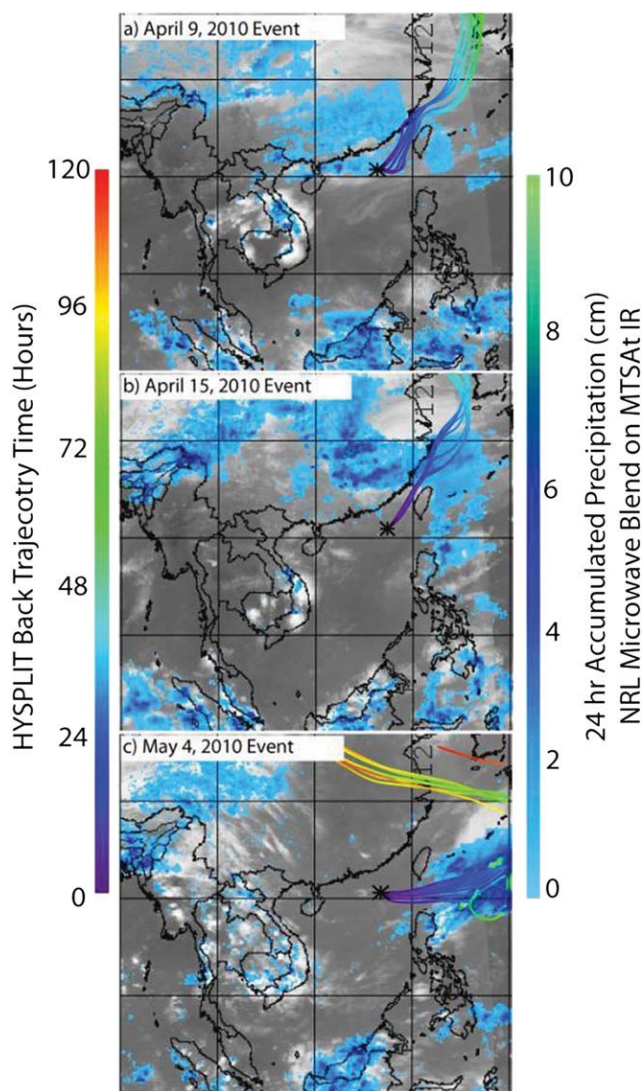 a) April 9, 2010 Event
b) April 15, 2010 Event
c) May 4, 2010 Event
HYSPLIT Back Trajecotry Time (Hours)
120
96
72
48
24
0
24 hr Accumulated Precipitation (cm)
NRL Microwave Blend on MTSAt IR
10
8
6
4
2
0